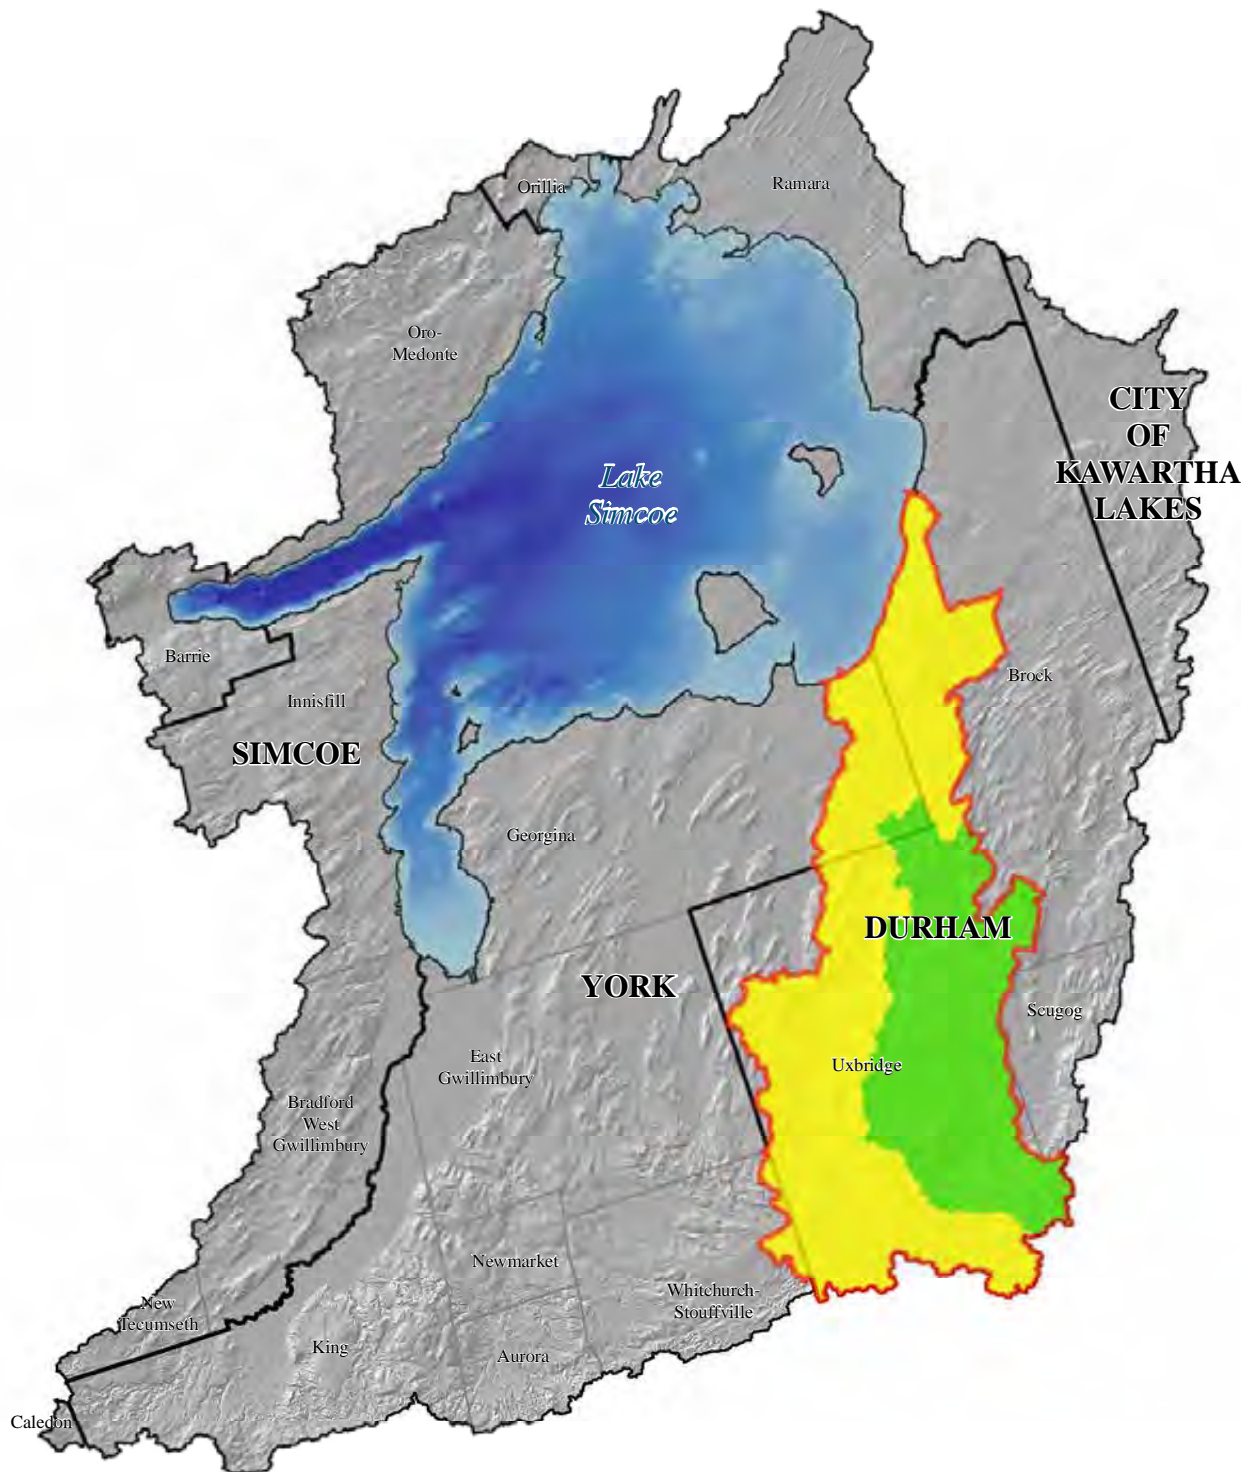 Orillia
Ramara
Oro-
Medonte
CITY
OF
KAWARTHA
LAKES
Lake
Simcoe
Barrie
Innisfill
Brock
SIMCOE
Georgina
DURHAM
YORK
Scugog
East
Gwillimbury
Uxbridge
Bradford
West
Gwillimbury
Newmarket
Whitchurch-
Stouffville
New
Tecumseth
King
Aurora
Caledon